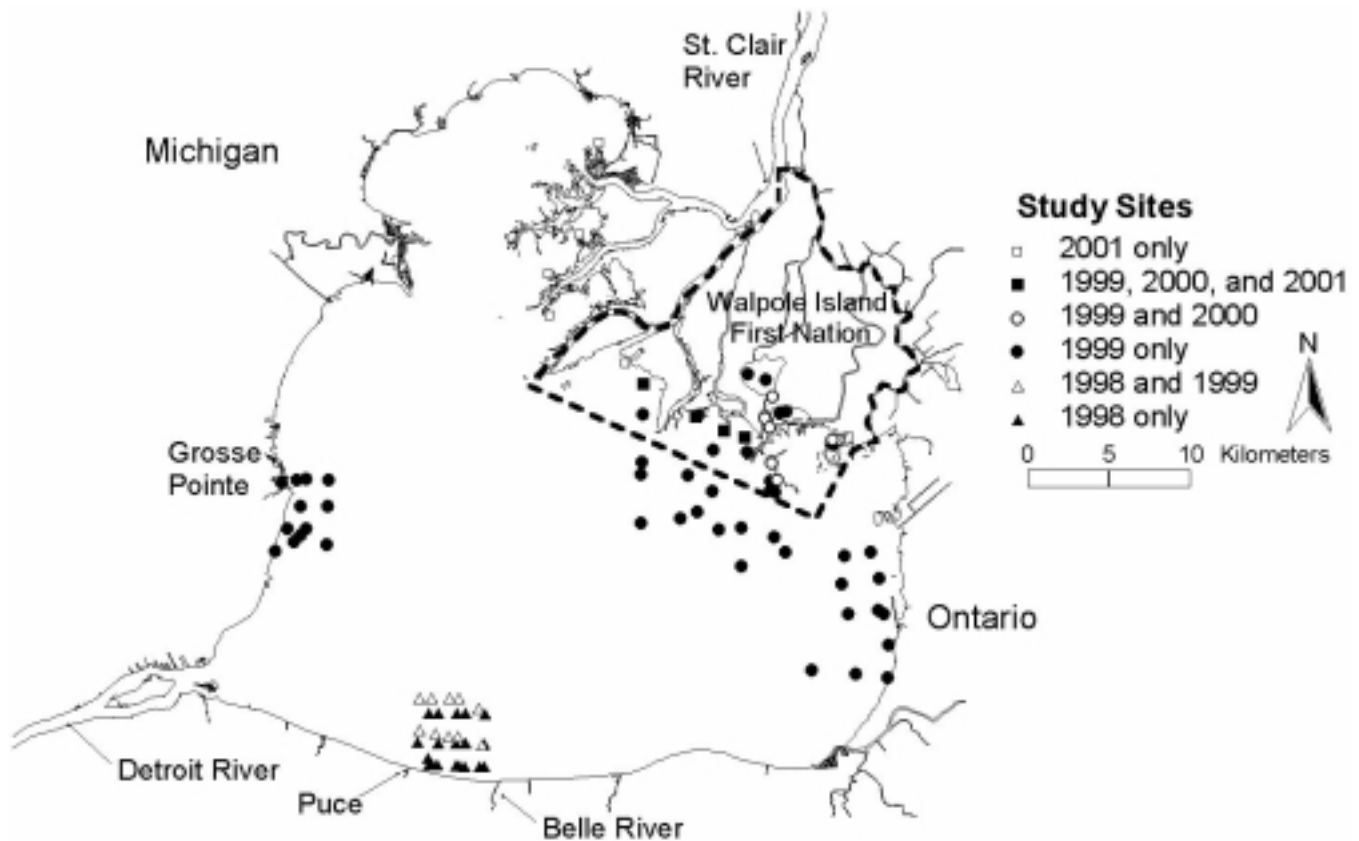 St. Clair
River
Michigan
Study Sites
2001 only
1999, 2000, and 2001
1999 and 2000
1999 only
1998 and 1999
1998 only
N
0 5 10 Kilometers
Walpole Island
First Nation
Grosse
Pointe
Ontario
Detroit River
Puce
Belle River